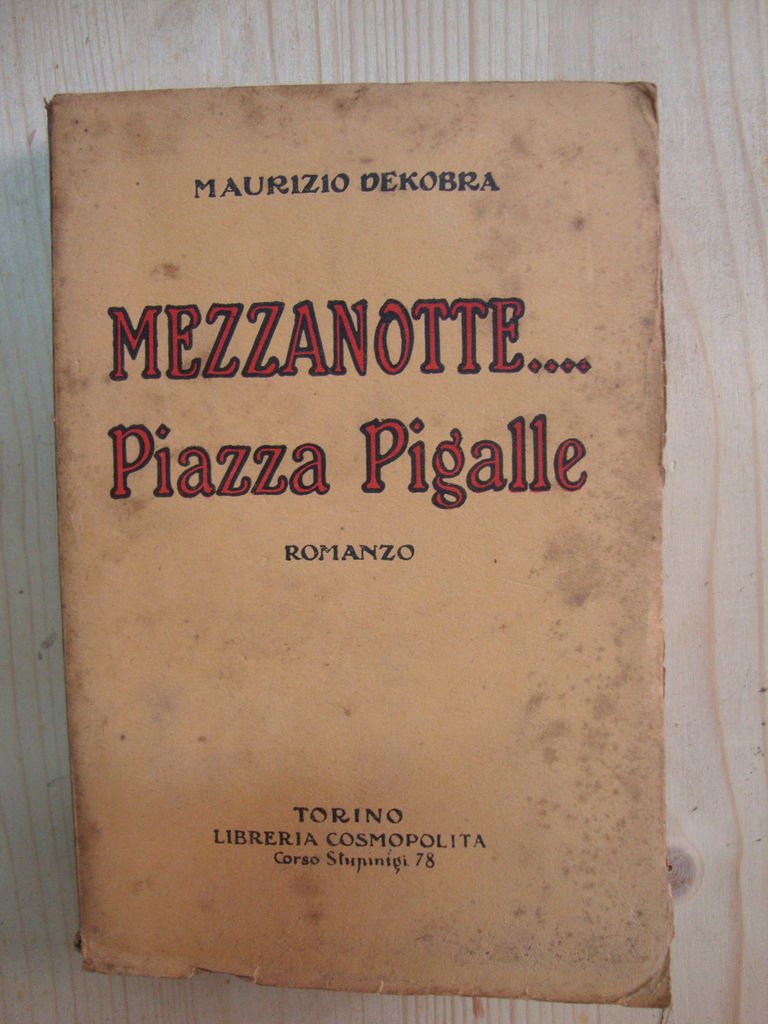 MAURIZIO DEKOBRA
MEZZANOTTE....
Piazza Pigalle
ROMANZO
TORINO
LIBRERIA COSMOPOLITA
Corso Stupinigi 78